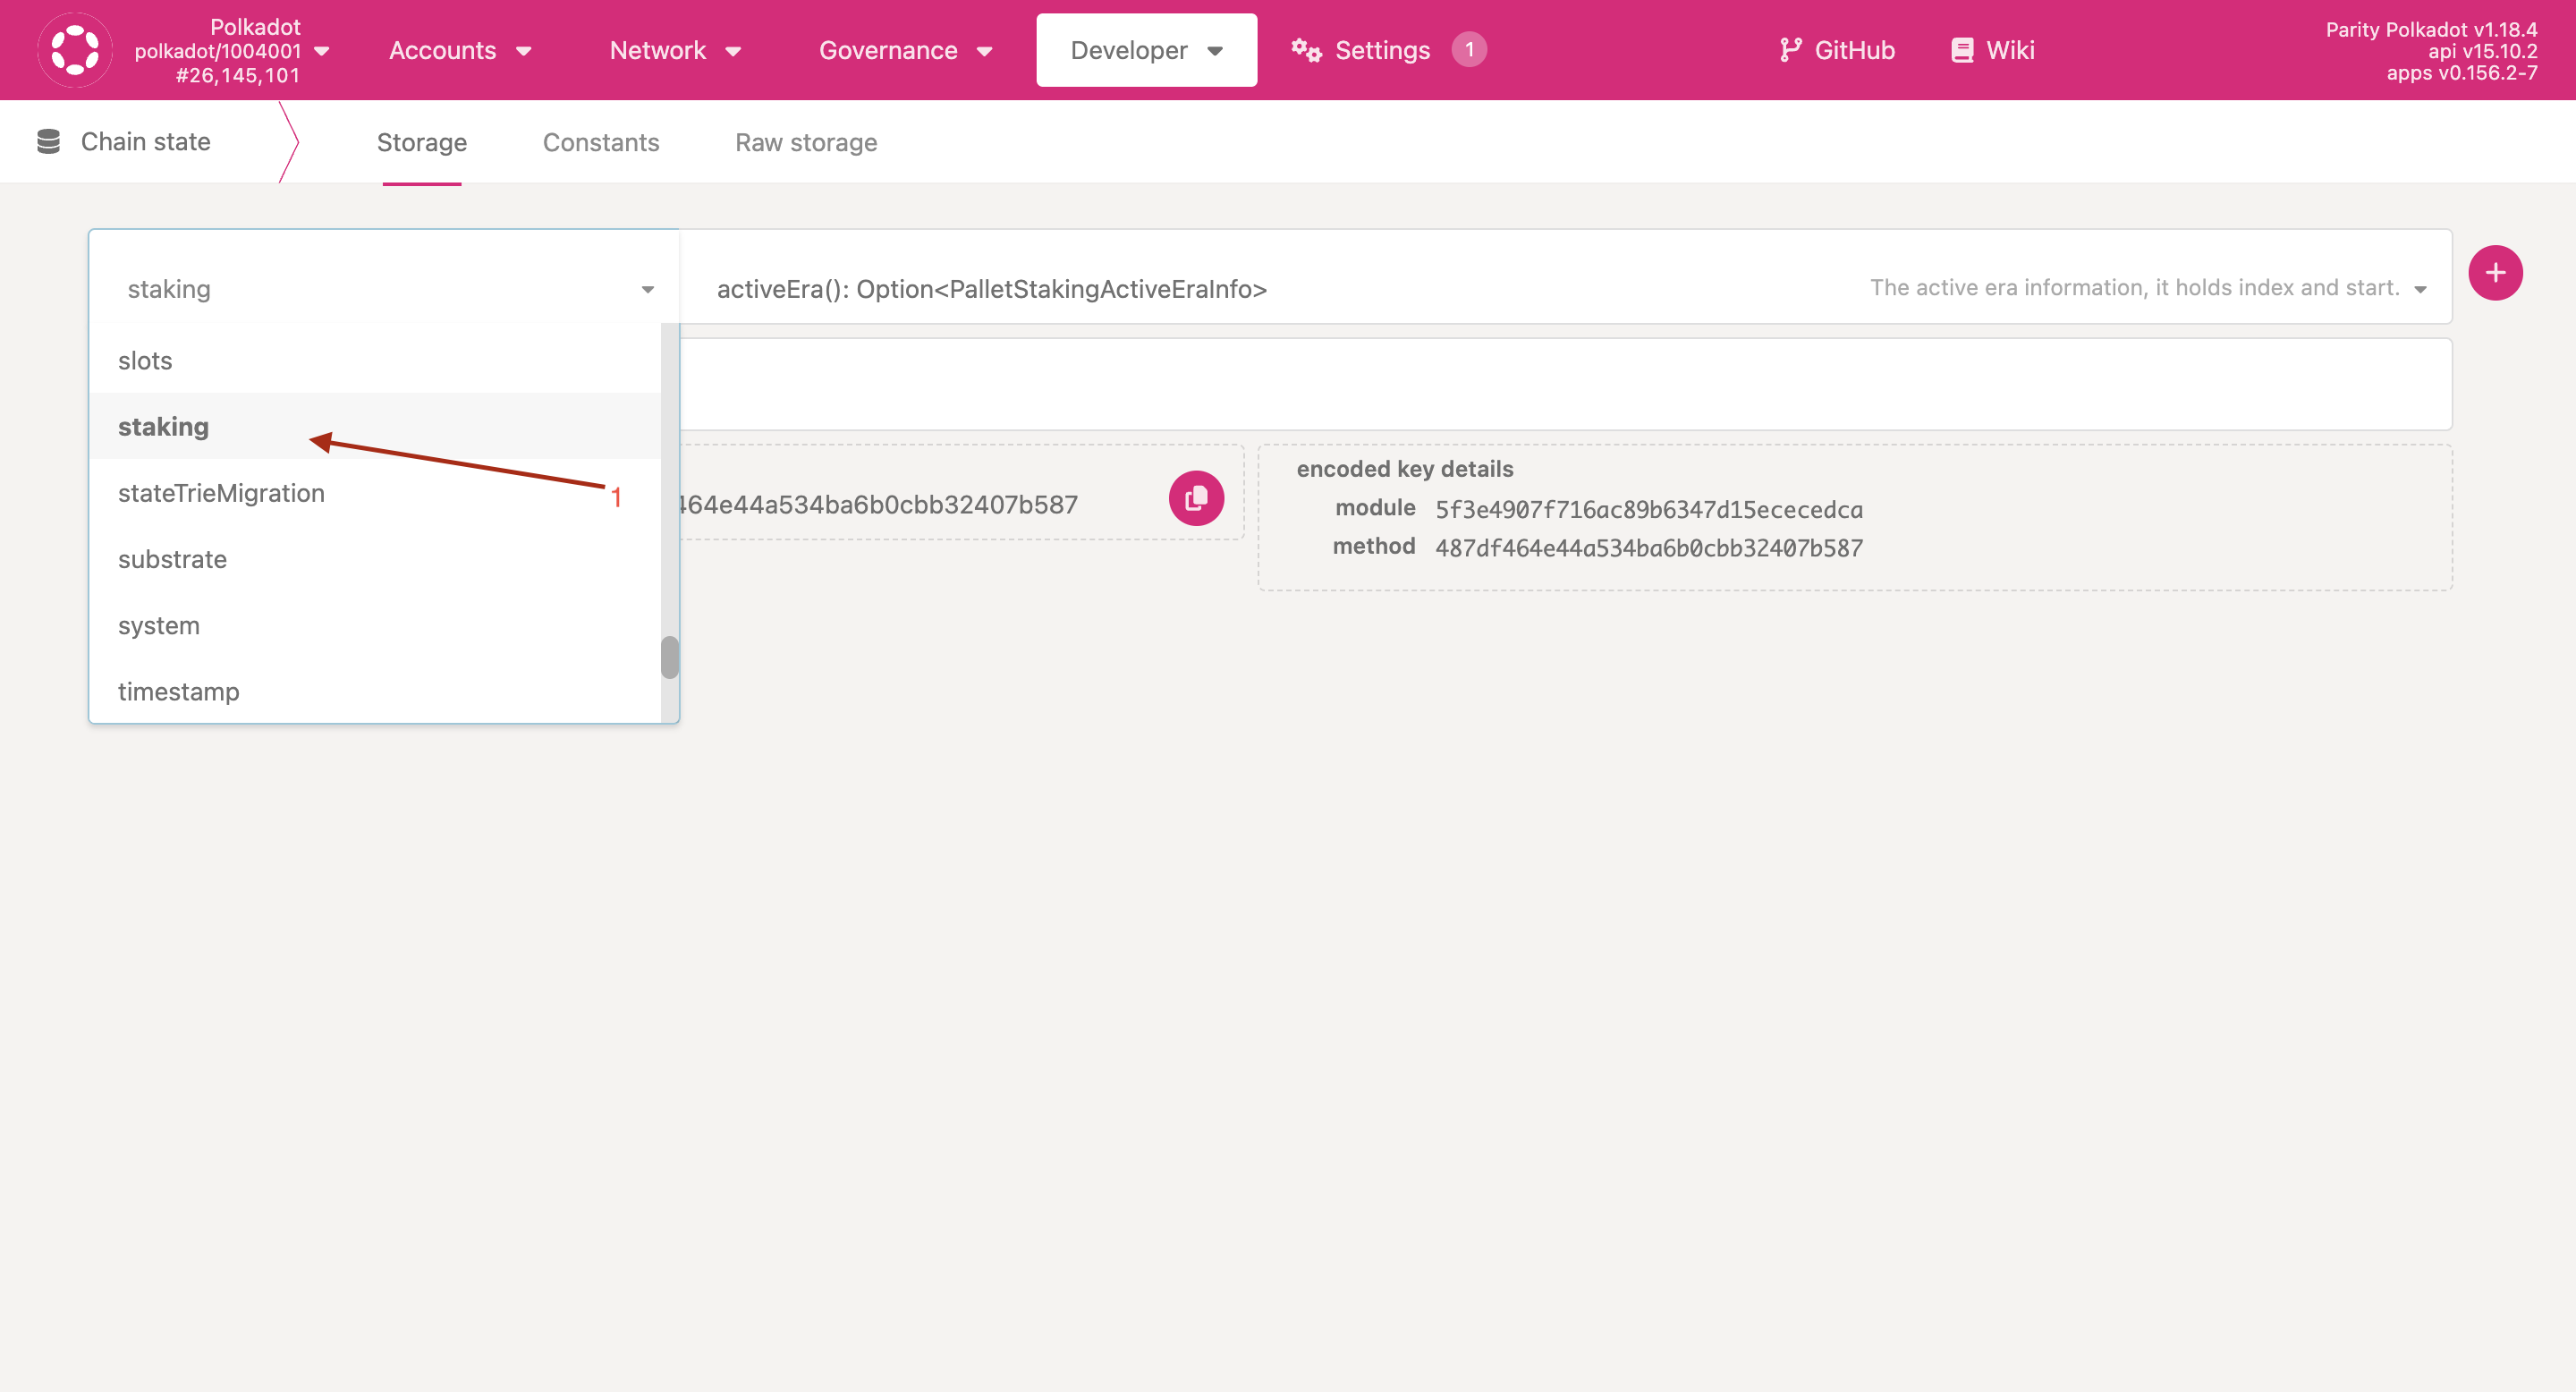 Polkadot
polkadot/1004001
#26,145,101
Accounts
Network
Governance
Developer
Settings
1
GitHub
Wiki
Parity Polkadot v1.18.4
api v15.10.2
apps v0.156.2-7
Chain state
Storage
Constants
Raw storage
staking
activeEra(): Option<PalletStakingActiveEraInfo>
The active era information, it holds index and start.
slots
staking
stateTrieMigration
substrate
system
timestamp
1
464e44a534ba6b0cbb32407b587
encoded key details
module 5f3e4907f716ac89b6347d15ececedca
method 487df464e44a534ba6b0cbb32407b587